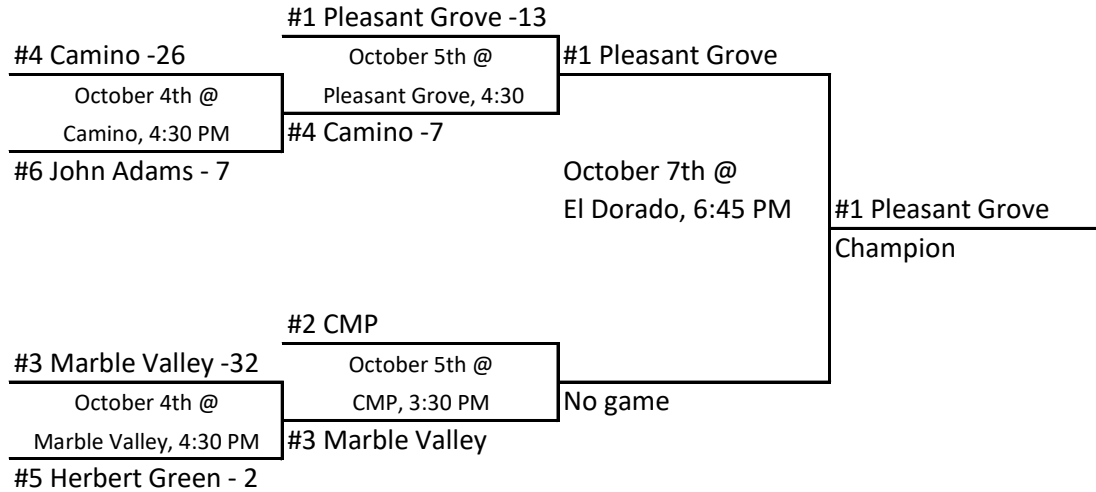 #1 Pleasant Grove -13
#4 Camino -26
October 5th @
#1 Pleasant Grove
October 4th @
Pleasant Grove, 4:30
Camino, 4:30 PM
#4 Camino -7
#6 John Adams - 7
October 7th @
El Dorado, 6:45 PM
#1 Pleasant Grove
Champion
#2 CMP
#3 Marble Valley -32
October 5th @
October 4th @
CMP, 3:30 PM
No game
Marble Valley, 4:30 PM
#3 Marble Valley
#5 Herbert Green - 2